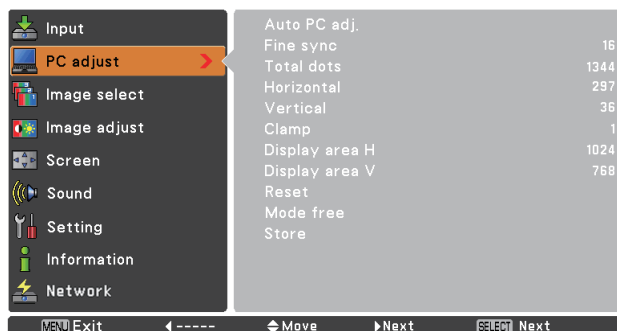 Input
PC adjust
Image select
Image adjust
Screen
Sound
Setting
Information
Network
Auto PC adj.
Fine sync 16
Total dots 1344
Horizontal 297
Vertical 36
Clamp 1
Display area H 1024
Display area V 768
Reset
Mode free
Store
MENU Exit ----- Move Next SELECT Next